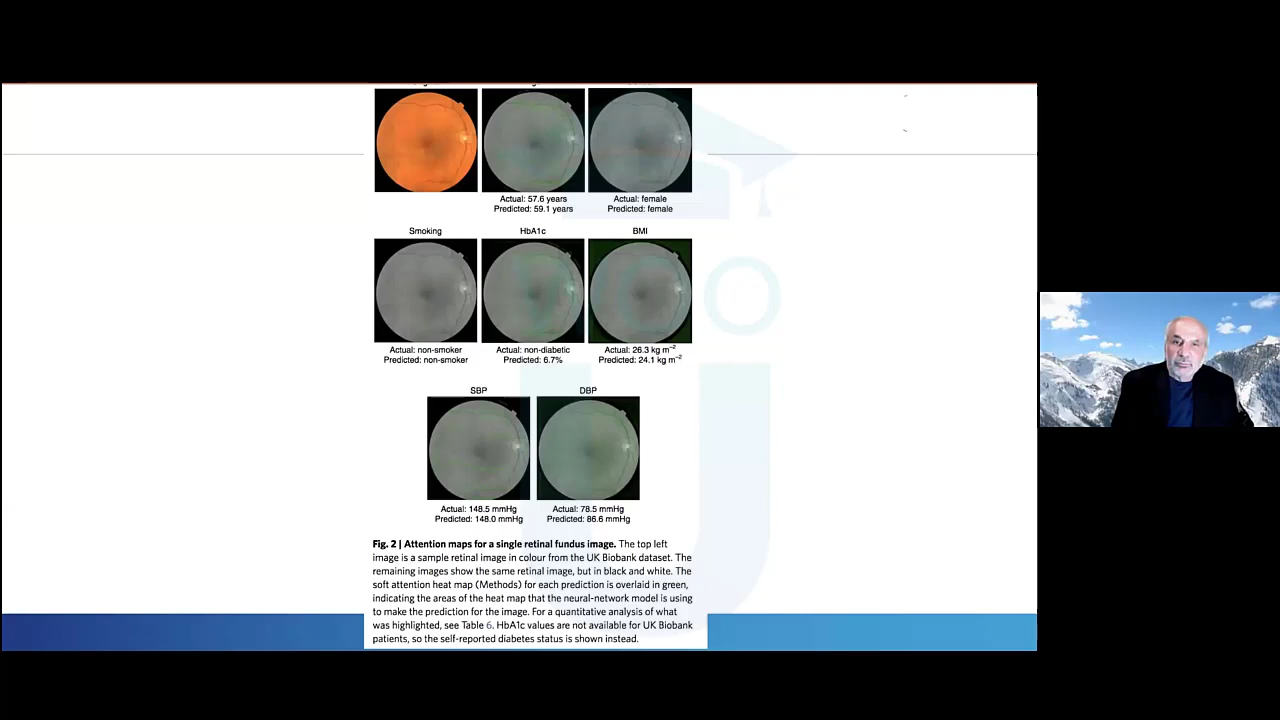 Actual: 57.6 years
Predicted: 59.1 years
Actual: female
Predicted: female
Smoking
HbA1c
BMI
Actual: non-smoker
Predicted: non-smoker
Actual: non-diabetic
Predicted: 6.7%
Actual: 26.3 kg m⁻²
Predicted: 24.1 kg m⁻²
SBP
DBP
Actual: 148.5 mmHg
Predicted: 148.0 mmHg
Actual: 78.5 mmHg
Predicted: 86.6 mmHg
Fig. 2 | Attention maps for a single retinal fundus image. The top left
image is a sample retinal image in colour from the UK Biobank dataset. The
remaining images show the same retinal image, but in black and white. The
soft attention heat map (Methods) for each prediction is overlaid in green,
indicating the areas of the heat map that the neural-network model is using
to make the prediction for the image. For a quantitative analysis of what
was highlighted, see Table 6. HbA1c values are not available for UK Biobank
patients, so the self-reported diabetes status is shown instead.